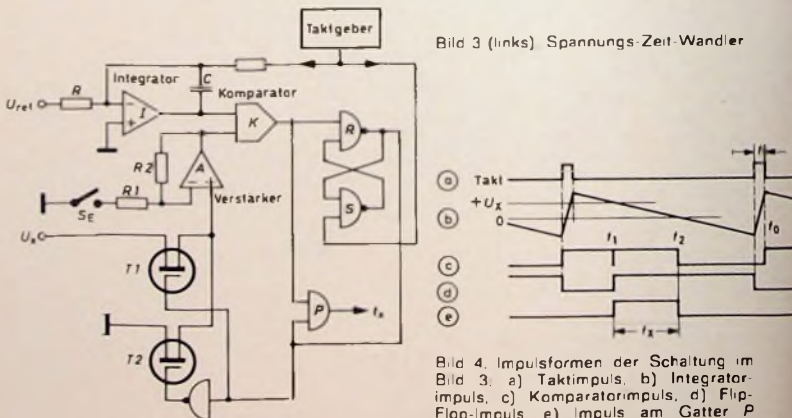 Taktgeber
Integrator
C
Komparator
R
U_ref
−
+
I
K
R
R2
A
− −
Verstärker
R1
S_E
S
U_x
T1
T2
P
t_x
Bild 3 (links) Spannungs-Zeit-Wandler
a Takt
+U_X
b 0
t_1 t_2 t_0
c
d
e
t_x
Bild 4. Impulsformen der Schaltung im
Bild 3. a) Taktimpuls, b) Integrator-
impuls, c) Komparatorimpuls, d) Flip-
Flop-Impuls, e) Impuls am Gatter P